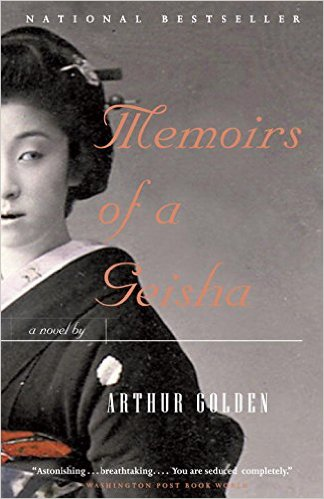 NATIONAL BESTSELLER
Memoirs
of a
Geisha
a novel by
ARTHUR GOLDEN
"Astonishing . . . breathtaking. . . . You are seduced completely."
—WASHINGTON POST BOOK WORLD